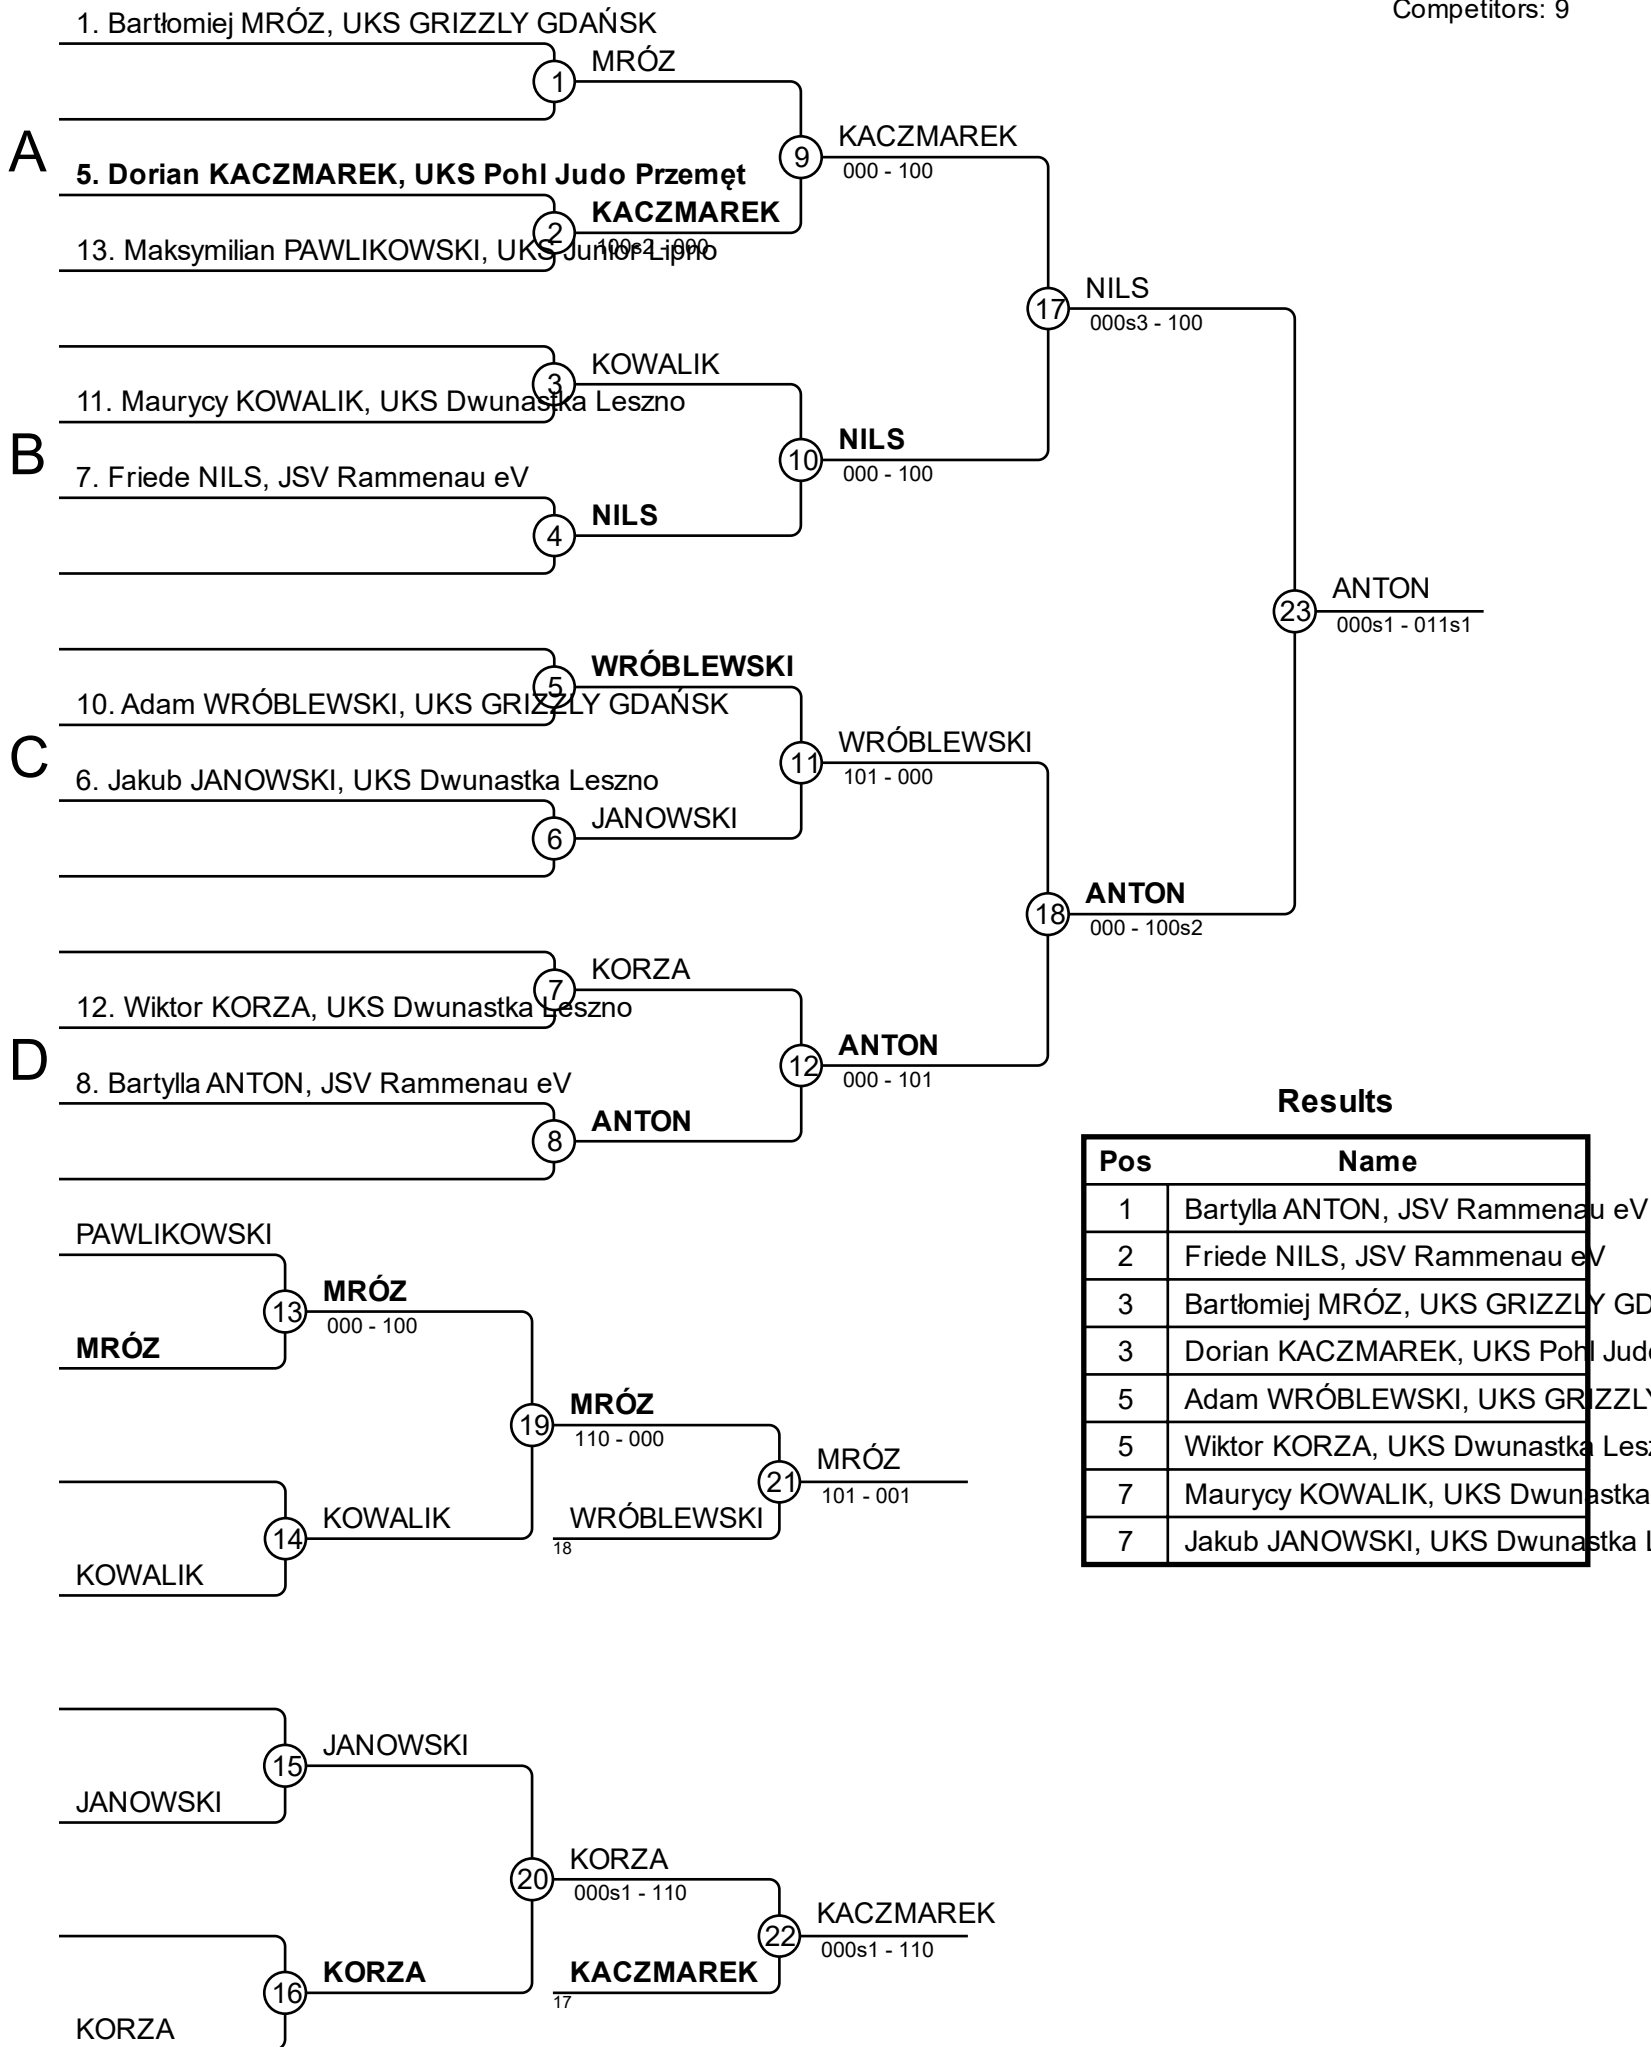 Competitors: 9
1. Bartłomiej MRÓZ, UKS GRIZZLY GDAŃSK
MRÓZ
1
A
KACZMAREK
9
000 - 100
5. Dorian KACZMAREK, UKS Pohl Judo Przemęt
KACZMAREK
2
100s2 - 000
13. Maksymilian PAWLIKOWSKI, UKS Junior Lipno
NILS
17
000s3 - 100
KOWALIK
3
11. Maurycy KOWALIK, UKS Dwunastka Leszno
B
NILS
10
000 - 100
7. Friede NILS, JSV Rammenau eV
NILS
4
ANTON
23
000s1 - 011s1
WRÓBLEWSKI
5
10. Adam WRÓBLEWSKI, UKS GRIZZLY GDAŃSK
C
WRÓBLEWSKI
11
101 - 000
6. Jakub JANOWSKI, UKS Dwunastka Leszno
JANOWSKI
6
ANTON
18
000 - 100s2
KORZA
7
12. Wiktor KORZA, UKS Dwunastka Leszno
D
ANTON
12
000 - 101
8. Bartylla ANTON, JSV Rammenau eV
ANTON
8
Results
Pos Name
1 Bartylla ANTON, JSV Rammenau eV
2 Friede NILS, JSV Rammenau eV
3 Bartłomiej MRÓZ, UKS GRIZZLY GD
3 Dorian KACZMAREK, UKS Pohl Jud
5 Adam WRÓBLEWSKI, UKS GRIZZLY
5 Wiktor KORZA, UKS Dwunastka Lesz
7 Maurycy KOWALIK, UKS Dwunastka
7 Jakub JANOWSKI, UKS Dwunastka L
PAWLIKOWSKI
MRÓZ
13
000 - 100
MRÓZ
MRÓZ
19
110 - 000
MRÓZ
21
101 - 001
KOWALIK
14
WRÓBLEWSKI
18
KOWALIK
JANOWSKI
15
JANOWSKI
KORZA
20
000s1 - 110
KACZMAREK
22
000s1 - 110
KORZA
16
KACZMAREK
17
KORZA